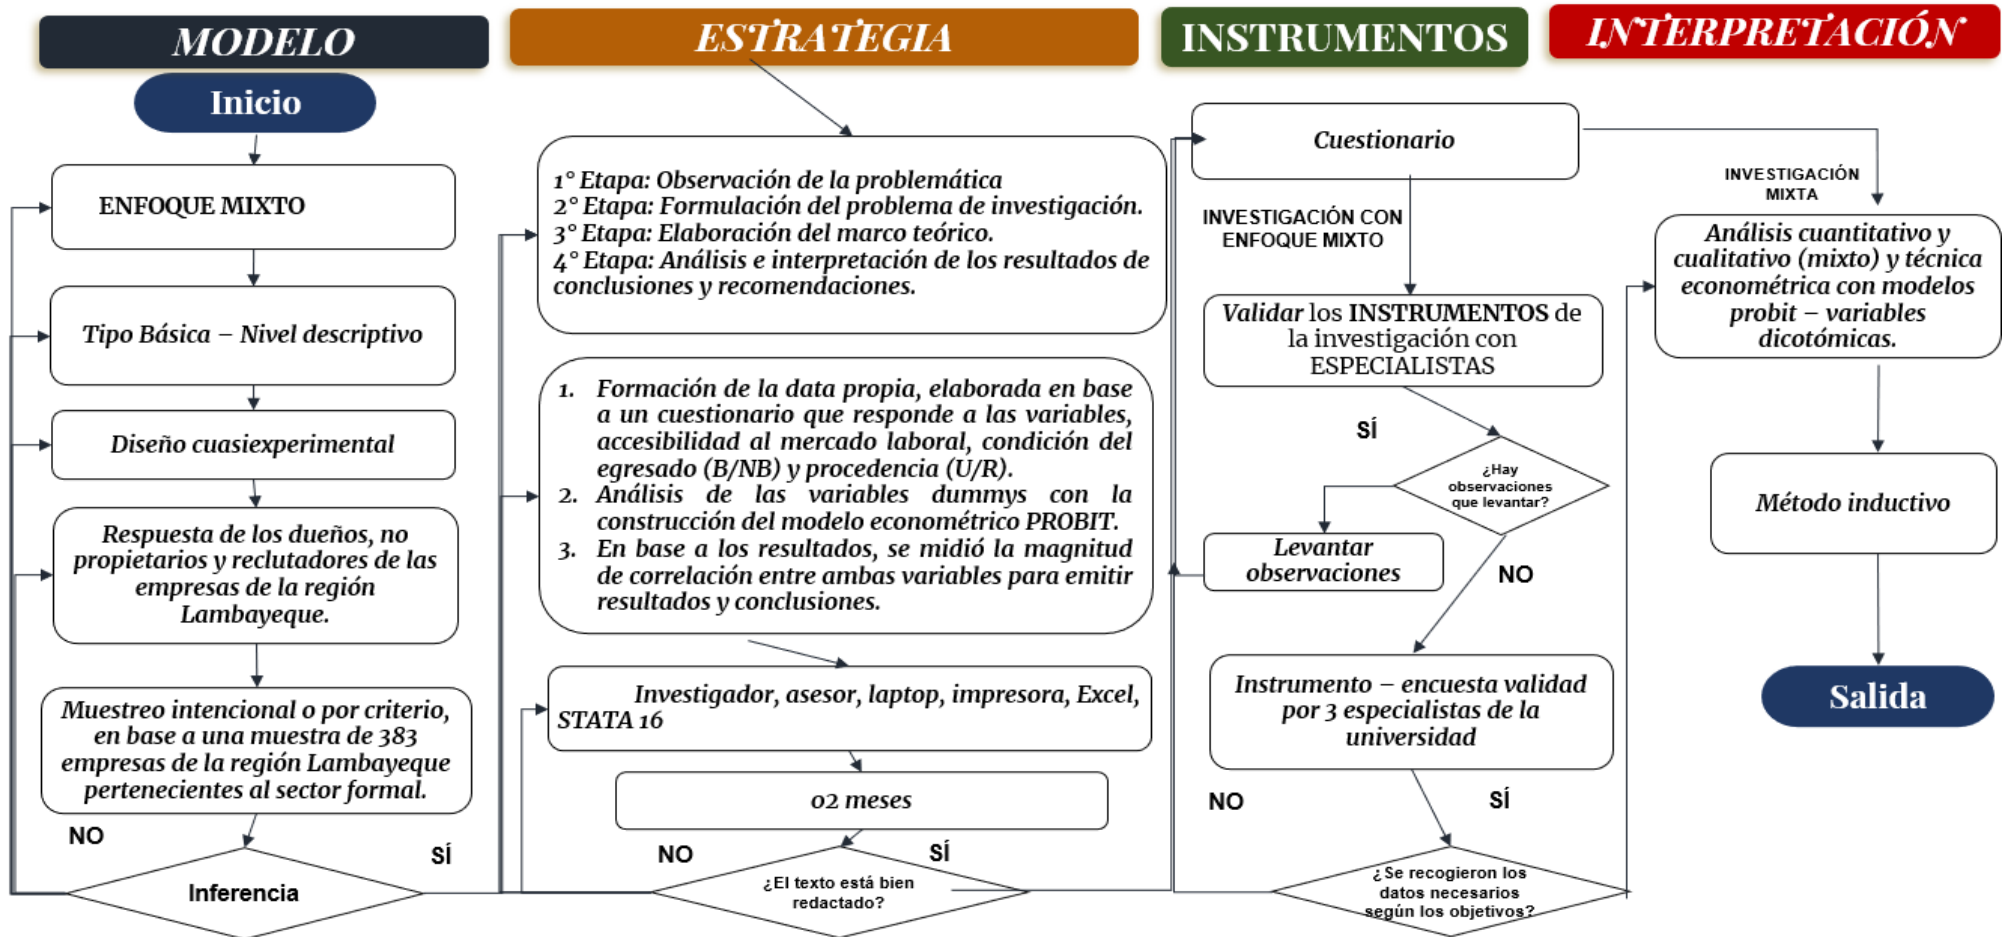 MODELO
Inicio
ENFOQUE MIXTO
Tipo Básica – Nivel descriptivo
Diseño cuasiexperimental
Respuesta de los dueños, no
propietarios y reclutadores de las
empresas de la región
Lambayeque.
Muestreo intencional o por criterio,
en base a una muestra de 383
empresas de la región Lambayeque
pertenecientes al sector formal.
NO
SÍ
Inferencia
ESTRATEGIA
1° Etapa: Observación de la problemática
2° Etapa: Formulación del problema de investigación.
3° Etapa: Elaboración del marco teórico.
4° Etapa: Análisis e interpretación de los resultados de
conclusiones y recomendaciones.
1. Formación de la data propia, elaborada en base
a un cuestionario que responde a las variables,
accesibilidad al mercado laboral, condición del
egresado (B/NB) y procedencia (U/R).
2. Análisis de las variables dummys con la
construcción del modelo econométrico PROBIT.
3. En base a los resultados, se midió la magnitud
de correlación entre ambas variables para emitir
resultados y conclusiones.
Investigador, asesor, laptop, impresora, Excel,
STATA 16
02 meses
NO
SÍ
¿El texto está bien
redactado?
INSTRUMENTOS
Cuestionario
INVESTIGACIÓN CON
ENFOQUE MIXTO
Validar los INSTRUMENTOS de
la investigación con
ESPECIALISTAS
SÍ
¿Hay
observaciones
que levantar?
Levantar
observaciones
NO
Instrumento – encuesta validad
por 3 especialistas de la
universidad
NO
SÍ
¿Se recogieron los
datos necesarios
según los objetivos?
INTERPRETACIÓN
INVESTIGACIÓN
MIXTA
Análisis cuantitativo y
cualitativo (mixto) y técnica
econométrica con modelos
probit – variables
dicotómicas.
Método inductivo
Salida